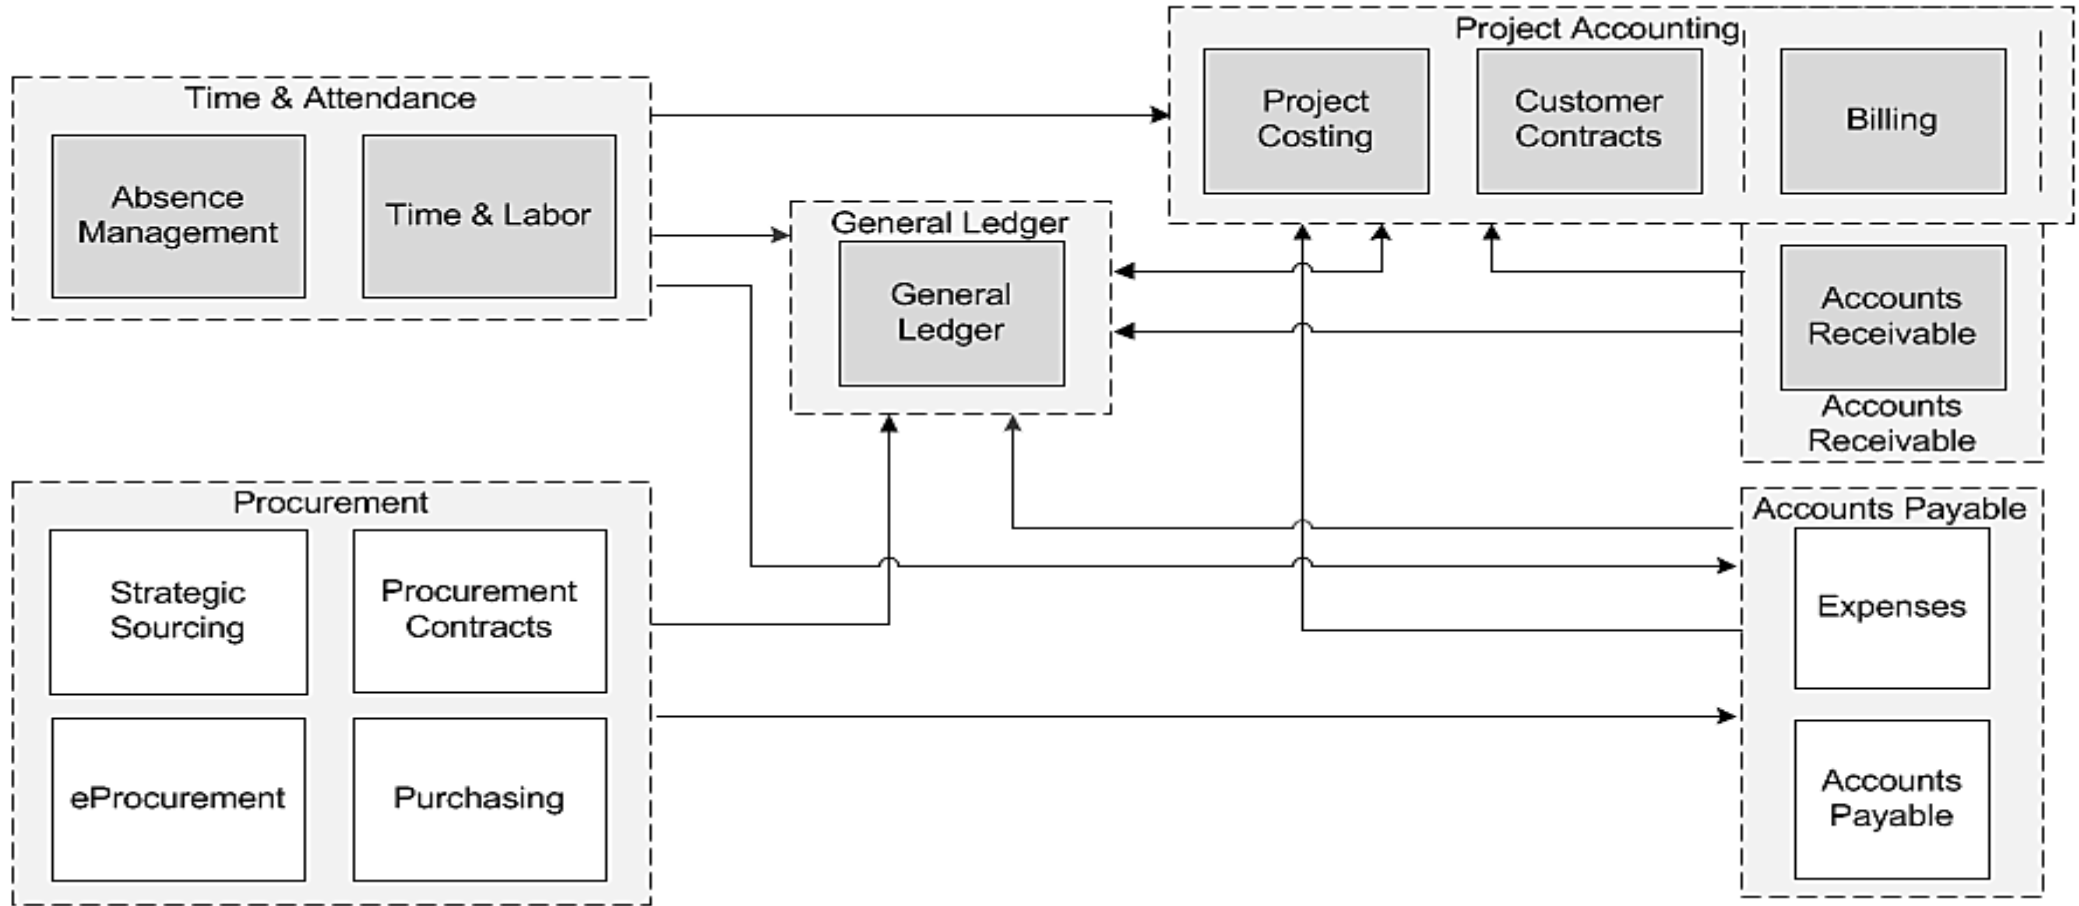 Project Accounting
Project
Costing
Customer
Contracts
Billing
Time & Attendance
Absence
Management
Time & Labor
General Ledger
General
Ledger
Accounts
Receivable
Accounts
Receivable
Procurement
Strategic
Sourcing
Procurement
Contracts
eProcurement
Purchasing
Accounts Payable
Expenses
Accounts
Payable